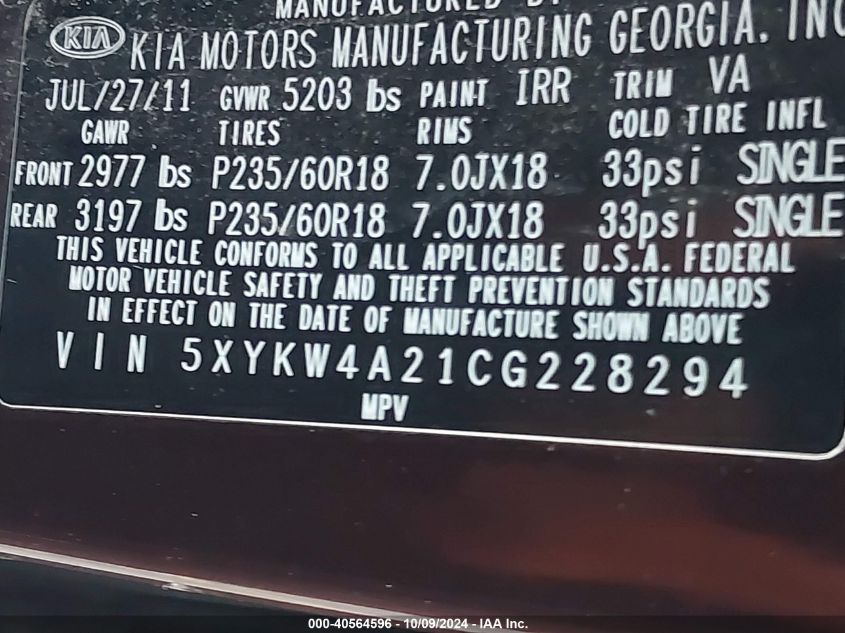 MANUFACTURED BY
KIA KIA MOTORS MANUFACTURING GEORGIA. INC
JUL/27/11 GVWR 5203 lbs PAINT IRR TRIM VA
GAWR TIRES RIMS COLD TIRE INFL
FRONT 2977 lbs P235/60R18 7.0JX18 33psi SINGLE
REAR 3197 lbs P235/60R18 7.0JX18 33psi SINGLE
THIS VEHICLE CONFORMS TO ALL APPLICABLE U.S.A. FEDERAL
MOTOR VEHICLE SAFETY AND THEFT PREVENTION STANDARDS
IN EFFECT ON THE DATE OF MANUFACTURE SHOWN ABOVE
VIN 5XYKW4A21CG228294
MPV
000-40564596 - 10/09/2024 - IAA Inc.